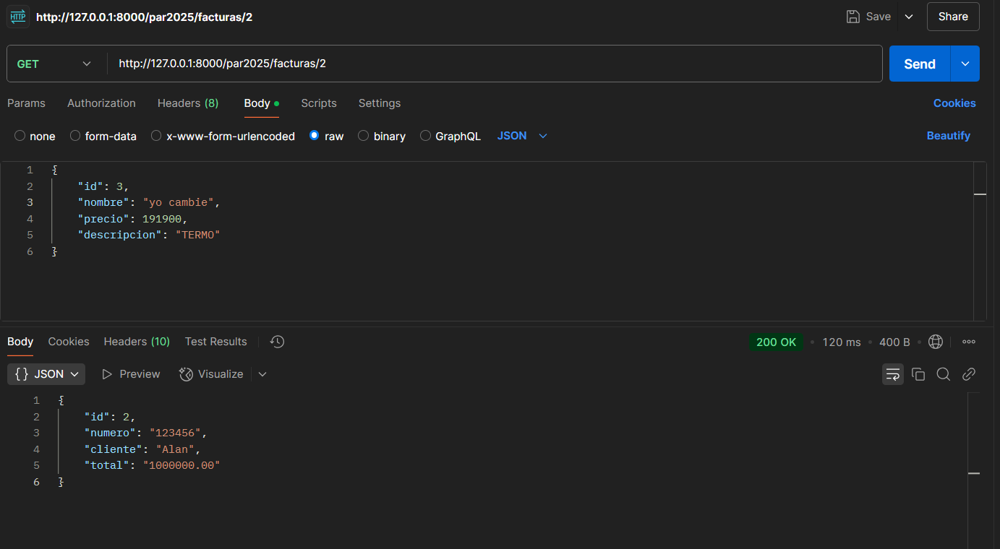 HTTP http://127.0.0.1:8000/par2025/facturas/2 Save Share
GET http://127.0.0.1:8000/par2025/facturas/2 Send
Params Authorization Headers (8) Body Scripts Settings Cookies
none form-data x-www-form-urlencoded raw binary GraphQL JSON Beautify
1 {
2 "id": 3,
3 "nombre": "yo cambie",
4 "precio": 191900,
5 "descripcion": "TERMO"
6 }
Body Cookies Headers (10) Test Results 200 OK • 120 ms • 400 B •
{} JSON Preview Visualize
1 {
2 "id": 2,
3 "numero": "123456",
4 "cliente": "Alan",
5 "total": "1000000.00"
6 }